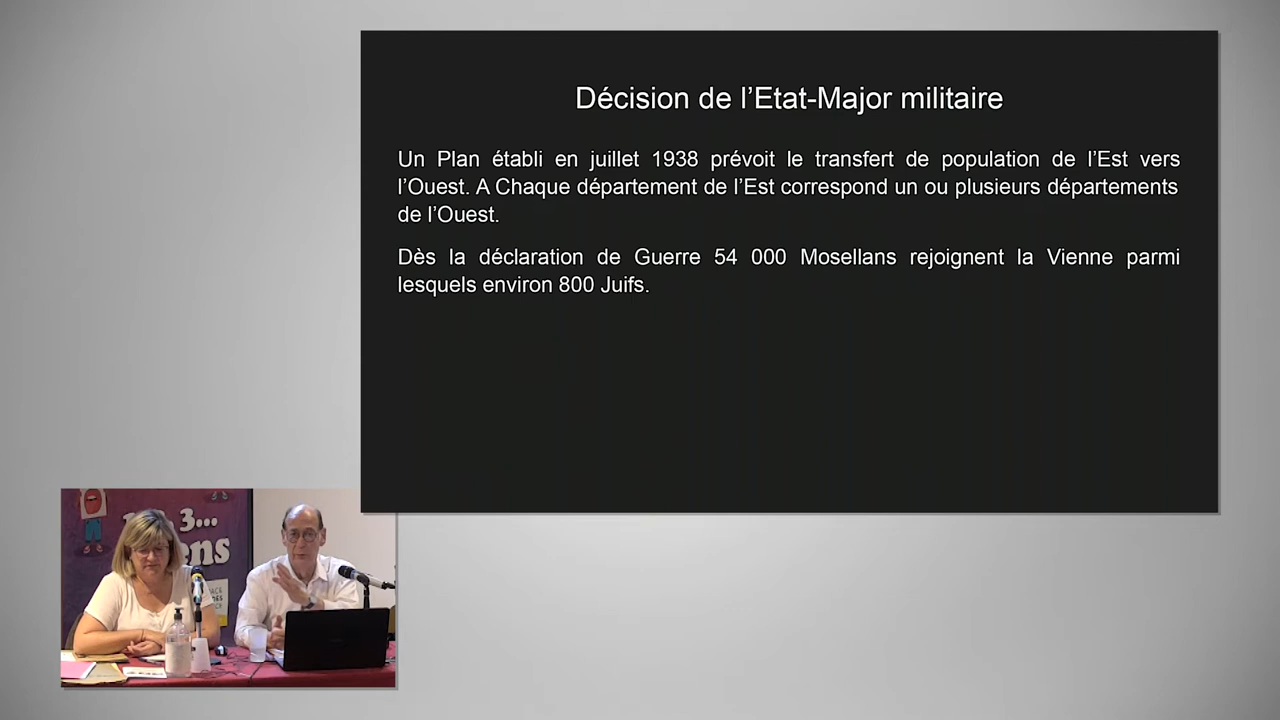 Décision de l’Etat-Major militaire
Un Plan établi en juillet 1938 prévoit le transfert de population de l’Est vers
l’Ouest. A Chaque département de l’Est correspond un ou plusieurs départements
de l’Ouest.
Dès la déclaration de Guerre 54 000 Mosellans rejoignent la Vienne parmi
lesquels environ 800 Juifs.
3...